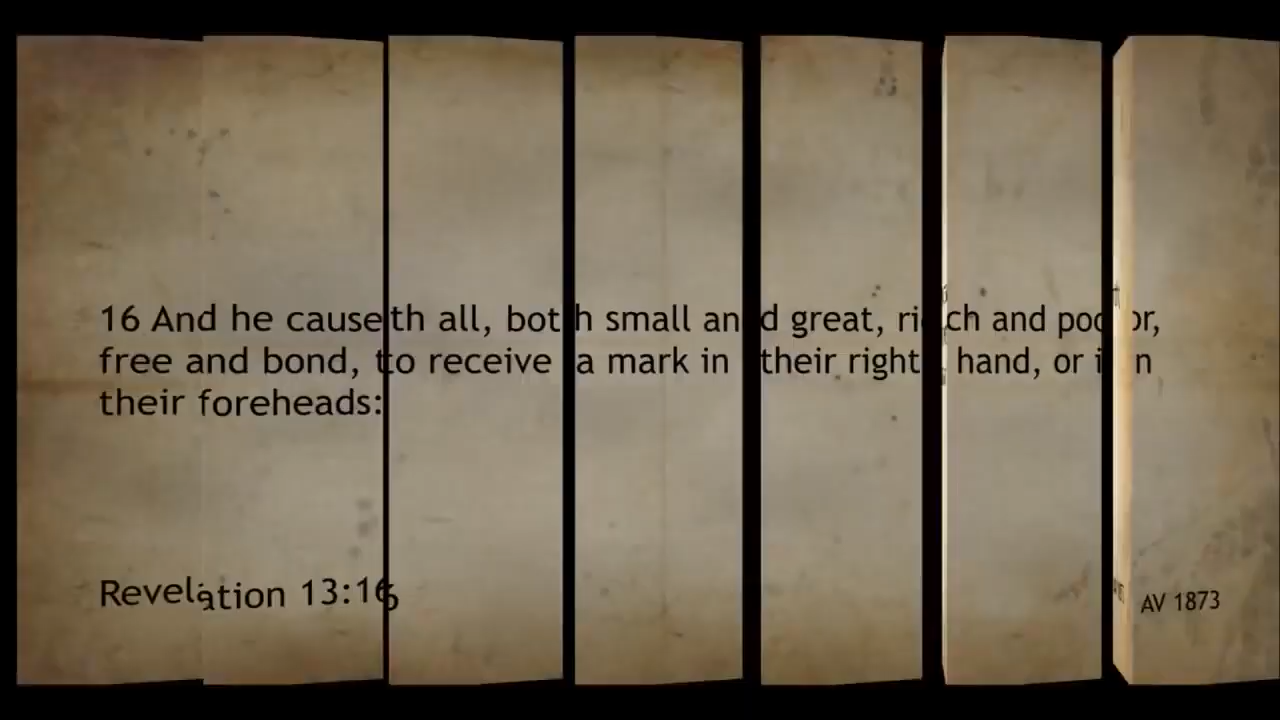 16 And he causeth all, both small and great, rich and poor,
free and bond, to receive a mark in their right hand, or in
their foreheads:
Revelation 13:16
AV 1873